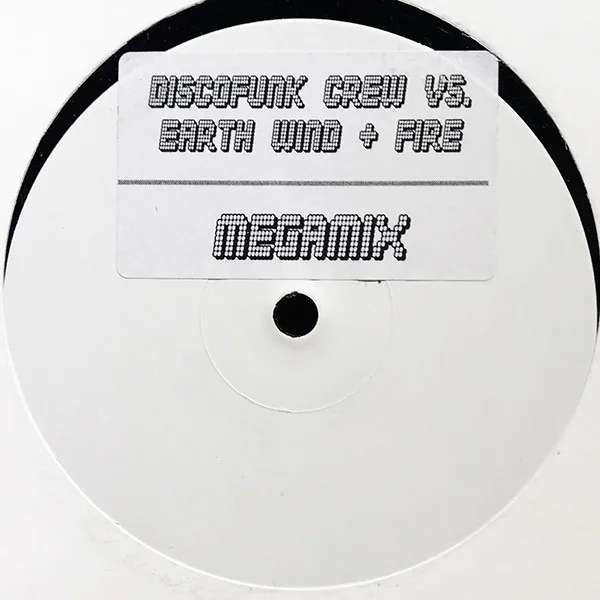 DISCOFUNK CREW VS.
EARTH WIND + FIRE
MEGAMIX